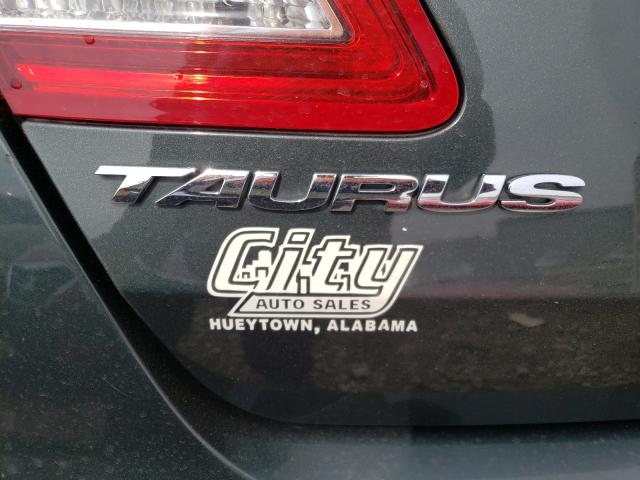 TAURUS
City
AUTO SALES
HUEYTOWN, ALABAMA